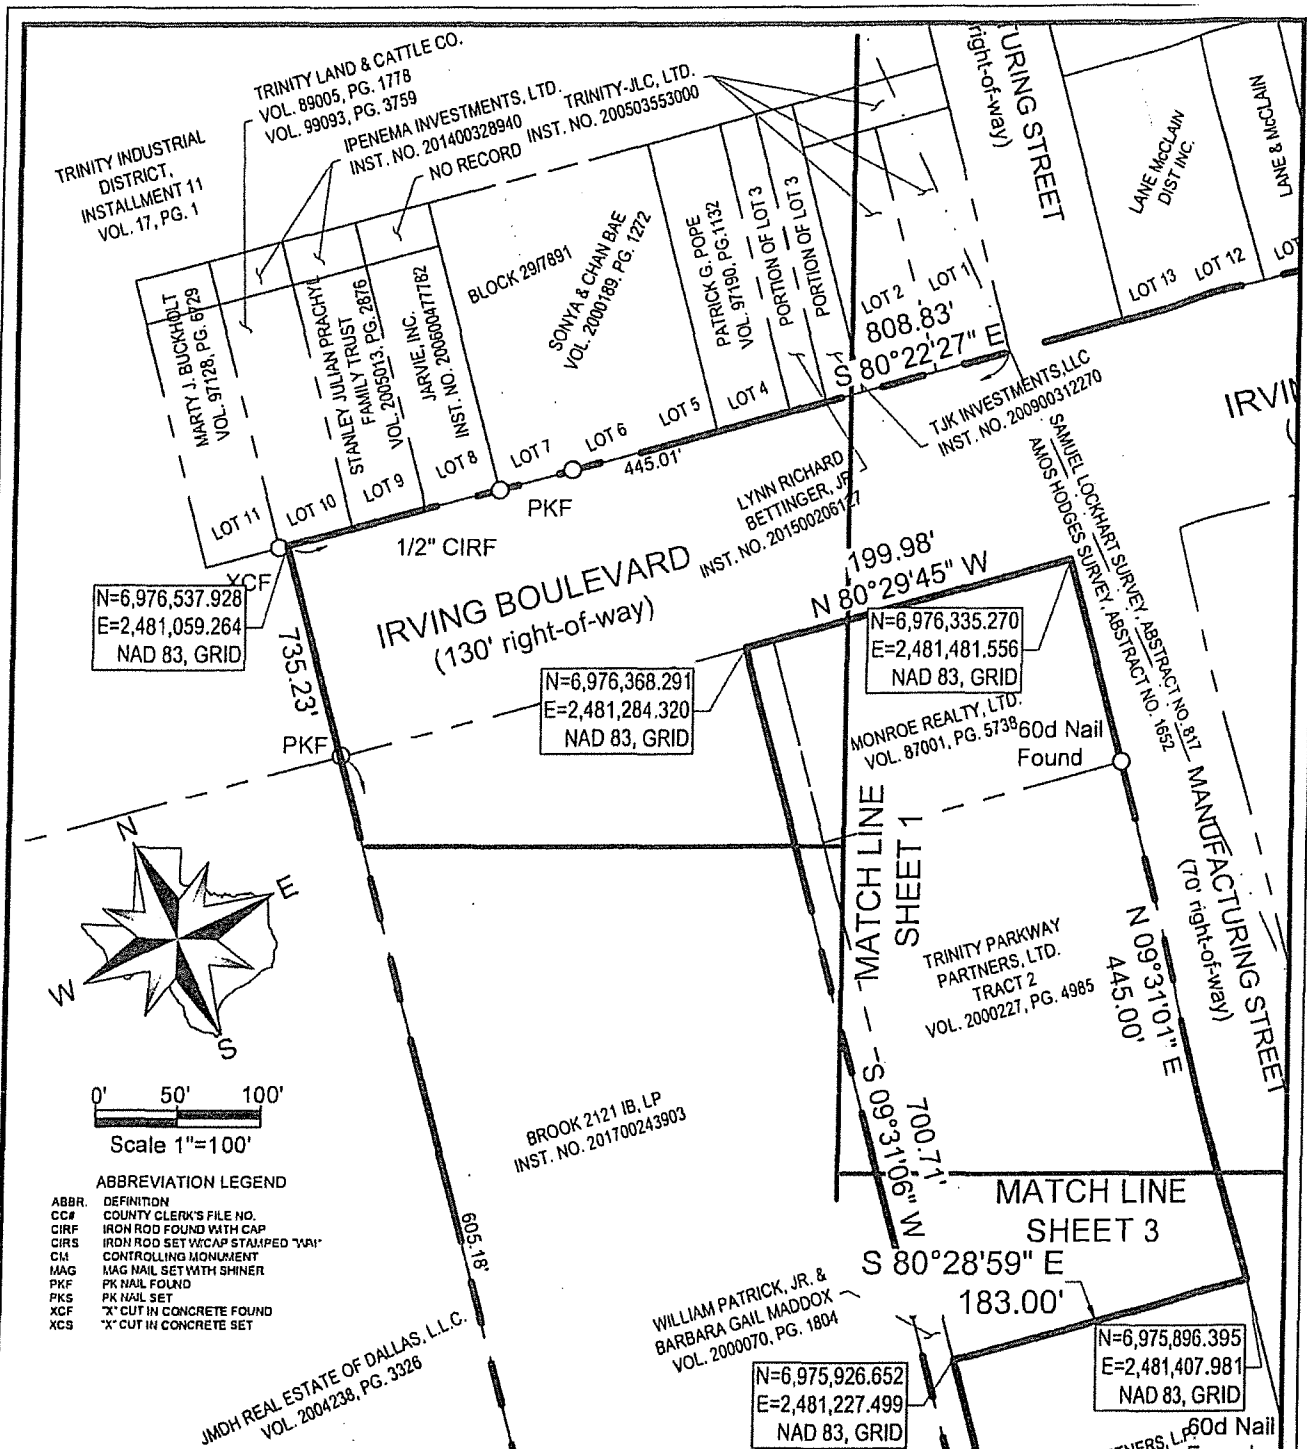 TRINITY LAND & CATTLE CO.
VOL. 89005, PG. 1778
VOL. 99093, PG. 3759
IPENEMA INVESTMENTS, LTD.
INST. NO. 201400328940
TRINITY-JLC, LTD.
INST. NO. 200503553000
NO RECORD
TRINITY INDUSTRIAL
DISTRICT,
INSTALLMENT 11
VOL. 17, PG. 1
TURING STREET
right-of-way)
LANE McCLAIN
DIST INC.
LANE & McCLAIN
MARTY J. BUCKHOLT
VOL. 97128, PG. 6729
STANLEY JULIAN PRACHYL
FAMILY TRUST
VOL. 2005013, PG. 2876
JARVIE, INC.
INST. NO. 200600477782
BLOCK 29/7891
SONYA & CHAN BAE
VOL. 2000189, PG. 1272
PATRICK G. POPE
VOL. 97190, PG.1132
PORTION OF LOT 3
PORTION OF LOT 3
LOT 2
LOT 1
LOT 13
LOT 12
LOT
LOT 11
LOT 10
LOT 9
LOT 8
LOT 7
LOT 6
LOT 5
LOT 4
808.83'
S 80°22'27" E
445.01'
TJK INVESTMENTS,LLC
INST. NO. 200900312270
IRVIN
(
LYNN RICHARD
BETTINGER, JR
INST. NO. 201500206127
PKF
1/2" CIRF
XCF
IRVING BOULEVARD
(130' right-of-way)
SAMUEL LOCKHART SURVEY, ABSTRACT NO. 817
AMOS HODGES SURVEY, ABSTRACT NO. 1652
N=6,976,537.928
E=2,481,059.264
NAD 83, GRID
735.23'
PKF
199.98'
N 80°29'45" W
N=6,976,335.270
E=2,481,481.556
NAD 83, GRID
N=6,976,368.291
E=2,481,284.320
NAD 83, GRID
MONROE REALTY, LTD.
VOL. 87001, PG. 5738
60d Nail
Found
MANUFACTURING STREET
(70' right-of-way)
MATCH LINE
SHEET 1
N
E
W
S
TRINITY PARKWAY
PARTNERS, LTD.
TRACT 2
VOL. 2000227, PG. 4985
N 09°31'01" E
445.00'
S 09°31'06" W
700.71'
0' 50' 100'
Scale 1"=100'
BROOK 2121 IB, LP
INST. NO. 201700243903
605.18'
MATCH LINE
SHEET 3
S 80°28'59" E
183.00'
ABBREVIATION LEGEND
ABBR. DEFINITION
CC# COUNTY CLERK'S FILE NO.
CIRF IRON ROD FOUND WITH CAP
CIRS IRON ROD SET W/CAP STAMPED
CM CONTROLLING MONUMENT
MAG MAG NAIL SET WITH SHINER
PKF PK NAIL FOUND
PKS PK NAIL SET
XCF "X" CUT IN CONCRETE FOUND
XCS "X" CUT IN CONCRETE SET
WILLIAM PATRICK, JR. &
BARBARA GAIL MADDOX
VOL. 2000070, PG. 1804
JMDH REAL ESTATE OF DALLAS, L.L.C.
VOL. 2004238, PG. 3326
N=6,975,896.395
E=2,481,407.981
NAD 83, GRID
N=6,975,926.652
E=2,481,227.499
NAD 83, GRID
TNERS, L.P.
60d Nail